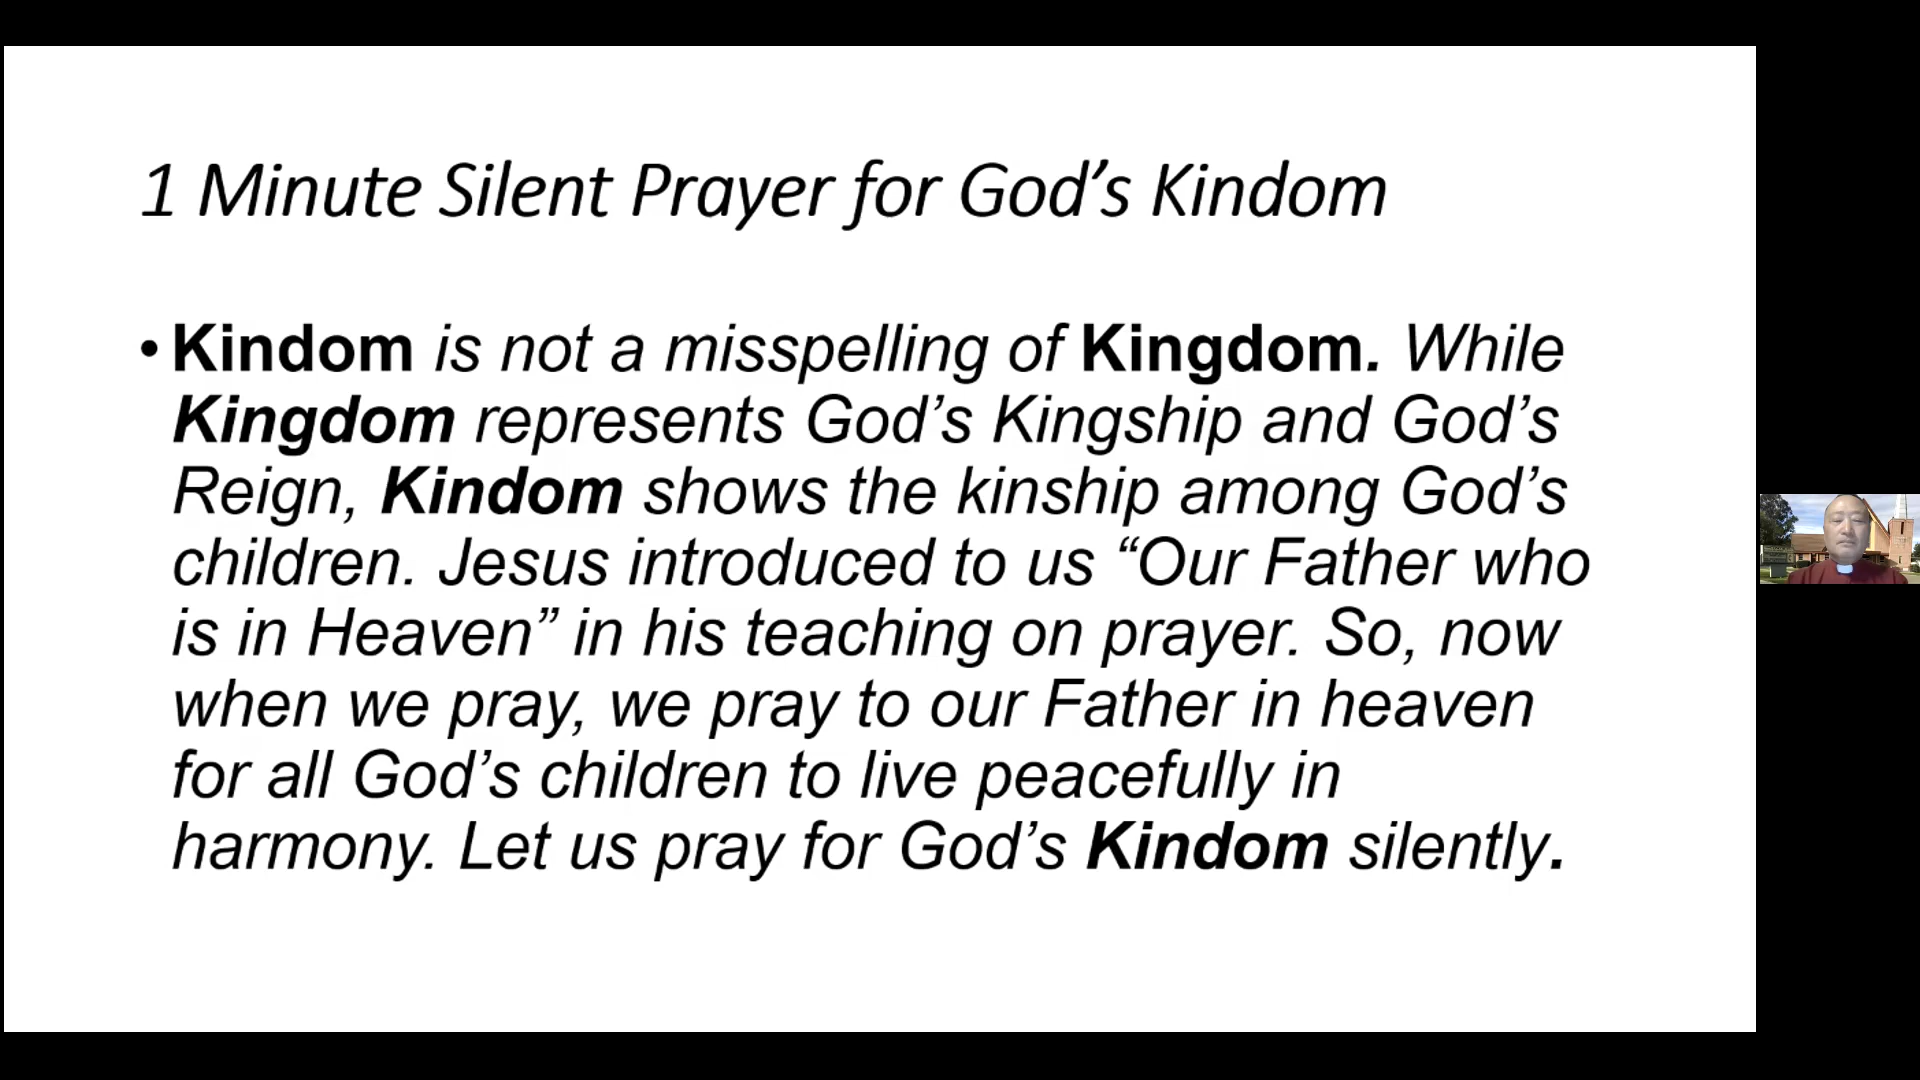 1 Minute Silent Prayer for God’s Kindom
• Kindom is not a misspelling of Kingdom. While
Kingdom represents God’s Kingship and God’s
Reign, Kindom shows the kinship among God’s
children. Jesus introduced to us “Our Father who
is in Heaven” in his teaching on prayer. So, now
when we pray, we pray to our Father in heaven
for all God’s children to live peacefully in
harmony. Let us pray for God’s Kindom silently.